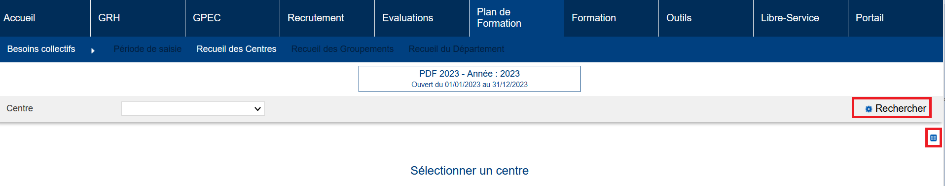 Accueil GRH GPEC Recrutement Evaluations Plan de Formation Formation Outils Libre-Service Portail
Besoins collectifs Période de saisie Recueil des Centres Recueil des Groupements Recueil du Département
PDF 2023 - Année : 2023
Ouvert du 01/01/2023 au 31/12/2023
Centre Rechercher
Sélectionner un centre